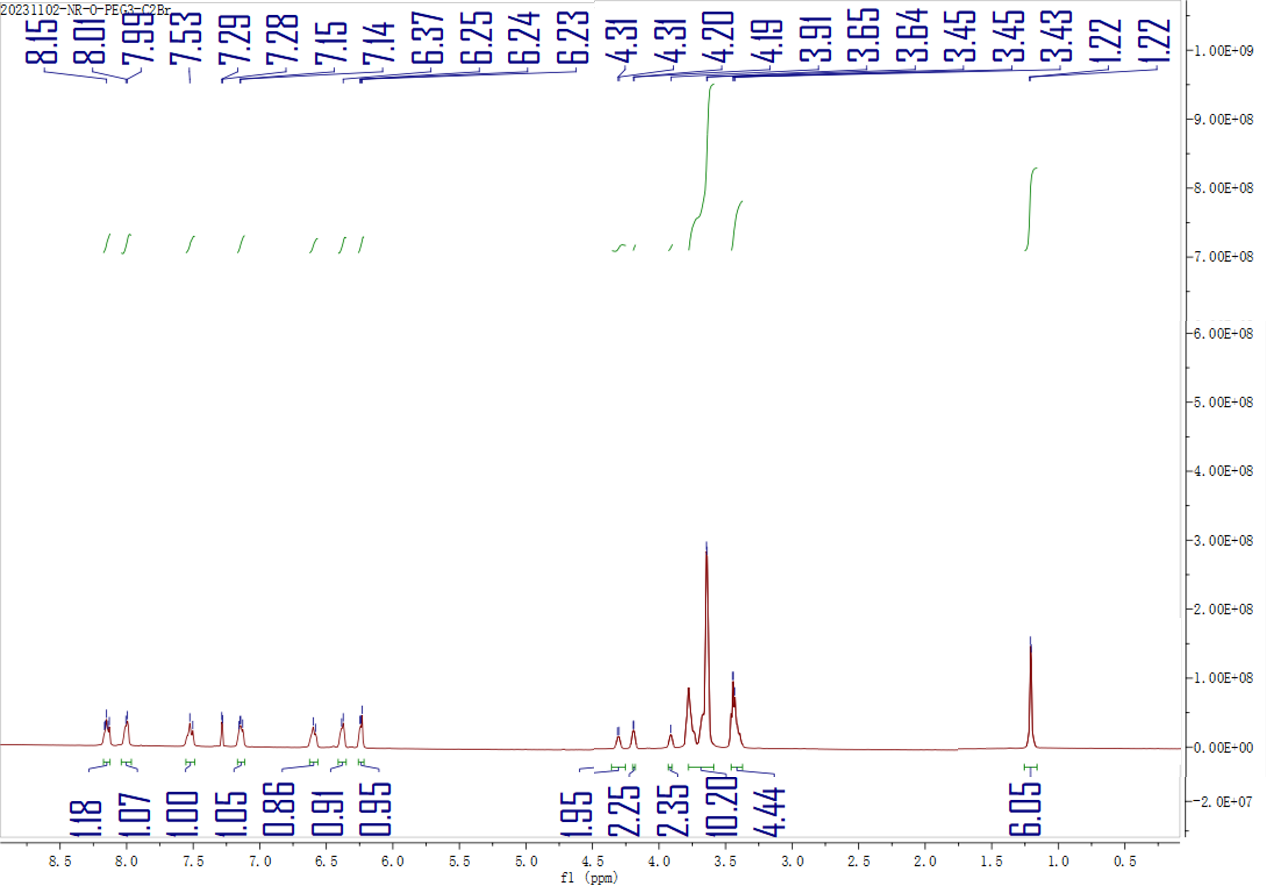 20231102-NR-O-PEG3-C2Br
8.15 8.01 7.99 7.53 7.29 7.28 7.15 7.14 6.37 6.25 6.24 6.23 4.31 4.31 4.20 4.19 3.91 3.65 3.64 3.45 3.45 3.43 1.22 1.22
1.00E+09
9.00E+08
8.00E+08
7.00E+08
6.00E+08
5.00E+08
4.00E+08
3.00E+08
2.00E+08
1.00E+08
0.00E+00
-2.0E+07
1.18 1.07 1.00 1.05 0.86 0.91 0.95 1.95 2.25 2.35 10.20 4.44 6.05
8.5 8.0 7.5 7.0 6.5 6.0 5.5 5.0 4.5 4.0 3.5 3.0 2.5 2.0 1.5 1.0 0.5
f1 (ppm)